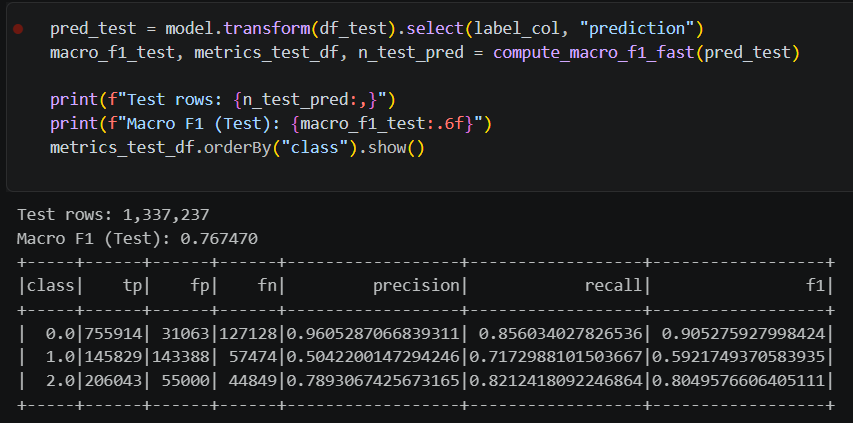 pred_test = model.transform(df_test).select(label_col, "prediction")
macro_f1_test, metrics_test_df, n_test_pred = compute_macro_f1_fast(pred_test)
print(f"Test rows: {n_test_pred:,}")
print(f"Macro F1 (Test): {macro_f1_test:.6f}")
metrics_test_df.orderBy("class").show()
Test rows: 1,337,237
Macro F1 (Test): 0.767470
+-----+------+------+------+------------------+------------------+------------------+
|class|    tp|    fp|    fn|         precision|            recall|                f1|
+-----+------+------+------+------------------+------------------+------------------+
|  0.0|755914| 31063|127128|0.9605287066839311| 0.856034027826536| 0.905275927998424|
|  1.0|145829|143388| 57474|0.5042200147294246|0.7172988101503667|0.5921749370583935|
|  2.0|206043| 55000| 44849|0.7893067425673165|0.8212418092246864|0.8049576606405111|
+-----+------+------+------+------------------+------------------+------------------+